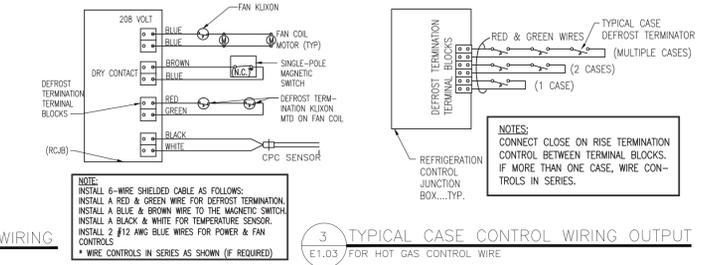 FAN KLIXON
208 VOLT
BLUE
BLUE
FAN COIL
MOTOR (TYP)
M
M
DRY CONTACT
BROWN
BLUE
(N.C.)
SINGLE-POLE
MAGNETIC
SWITCH
DEFROST
TERMINATION
TERMINAL
BLOCKS
RED
GREEN
DEFROST TERM-
INATION KLIXON
MTD ON FAN COIL
(RCJB)
BLACK
WHITE
CPC SENSOR
NOTE:
INSTALL 6-WIRE SHIELDED CABLE AS FOLLOWS:
INSTALL A RED & GREEN WIRE FOR DEFROST TERMINATION.
INSTALL A BLUE & BROWN WIRE TO THE MAGNETIC SWITCH.
INSTALL A BLACK & WHITE FOR TEMPERATURE SENSOR.
INSTALL 2 #12 AWG BLUE WIRES FOR POWER & FAN
CONTROLS
* WIRE CONTROLS IN SERIES AS SHOWN (IF REQUIRED)
WIRING
DEFROST TERMINATION
TERMINAL BLOCKS
RED & GREEN WIRES
TYPICAL CASE
DEFROST TERMINATOR
(MULTIPLE CASES)
(2 CASES)
(1 CASE)
REFRIGERATION
CONTROL
JUNCTION
BOX....TYP.
NOTES:
CONNECT CLOSE ON RISE TERMINATION
CONTROL BETWEEN TERMINAL BLOCKS.
IF MORE THAN ONE CASE, WIRE CON-
TROLS IN SERIES.
3
E1.03
TYPICAL CASE CONTROL WIRING OUTPUT
FOR HOT GAS CONTROL WIRE